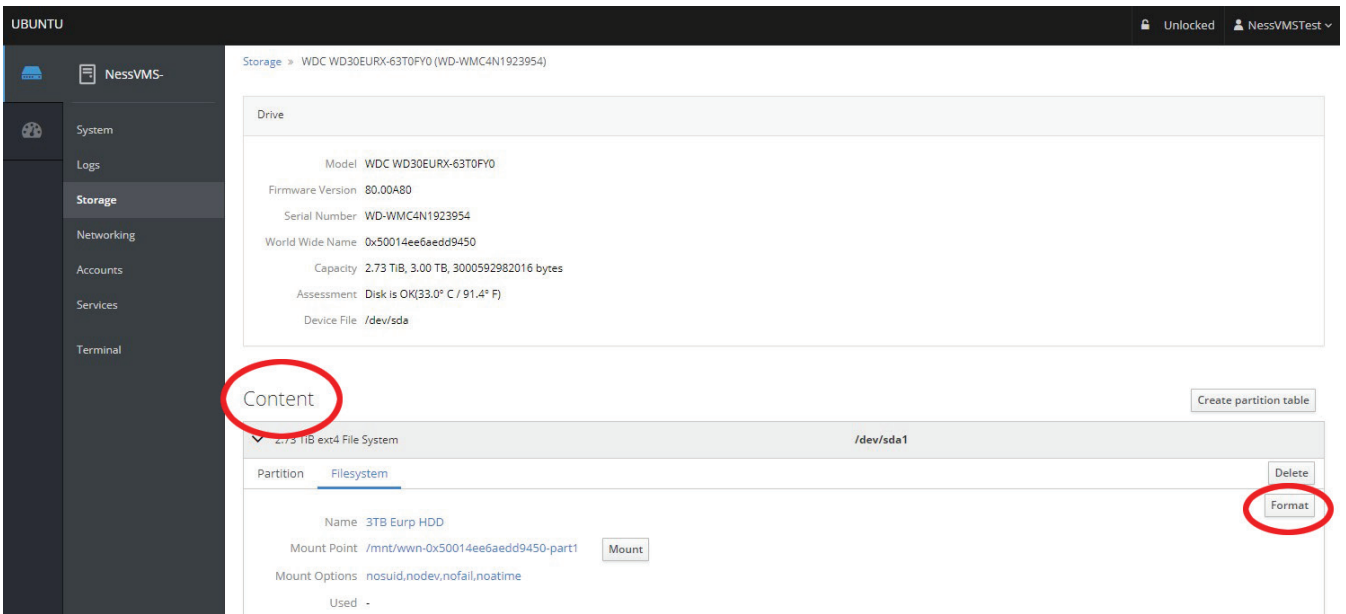 UBUNTU
Unlocked
NessVMSTest
NessVMS-
System
Logs
Storage
Networking
Accounts
Services
Terminal
Storage » WDC WD30EURX-63T0FY0 (WD-WMC4N1923954)
Drive
Model WDC WD30EURX-63T0FY0
Firmware Version 80.00A80
Serial Number WD-WMC4N1923954
World Wide Name 0x50014ee6aedd9450
Capacity 2.73 TiB, 3.00 TB, 3000592982016 bytes
Assessment Disk is OK(33.0° C / 91.4° F)
Device File /dev/sda
Content
Create partition table
2.73 TiB ext4 File System /dev/sda1
Partition Filesystem
Delete
Format
Name 3TB Eurp HDD
Mount Point /mnt/wwn-0x50014ee6aedd9450-part1 Mount
Mount Options nosuid,nodev,nofail,noatime
Used -